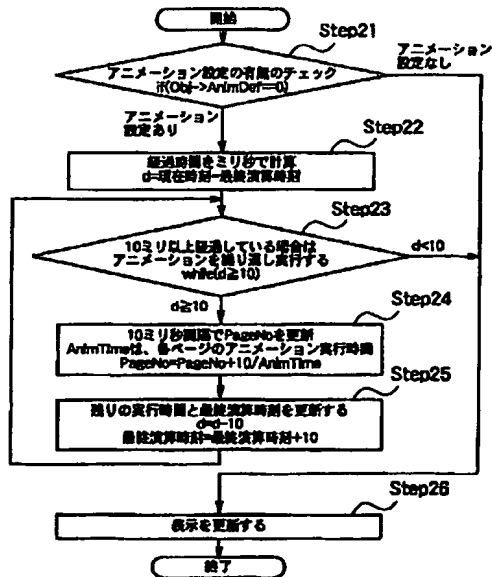 開始
Step21
アニメーション設定の有無のチェック
if(Obj->AnimDef==0)
アニメーション
設定なし
アニメーション
設定あり
Step22
経過時間をミリ秒で計算
d=現在時刻-最終演算時刻
Step23
10ミリ以上経過している場合は
アニメーションを繰り返し実行する
while(d≧10)
d<10
d≧10
Step24
10ミリ秒間隔でPageNoを更新
AnimTimeは、各ページのアニメーション実行時間
PageNo=PageNo+10/AnimTime
Step25
残りの実行時間と最終演算時刻を更新する
d=d-10
最終演算時刻=最終演算時刻+10
Step26
表示を更新する
終了